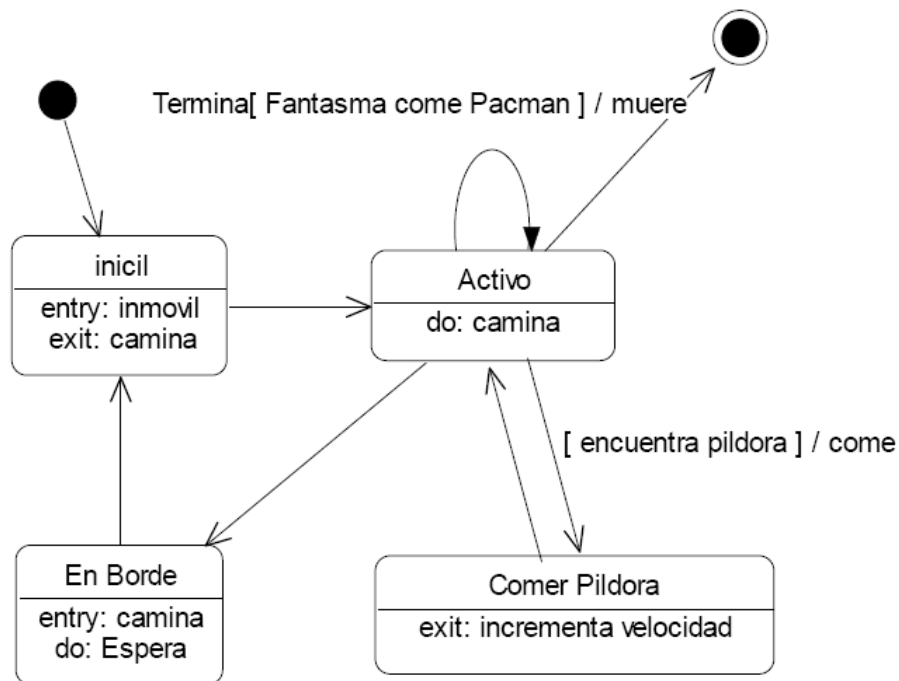 Termina[ Fantasma come Pacman ] / muere
inicil
entry: inmovil
exit: camina
Activo
do: camina
[ encuentra pildora ] / come
En Borde
entry: camina
do: Espera
Comer Pildora
exit: incrementa velocidad